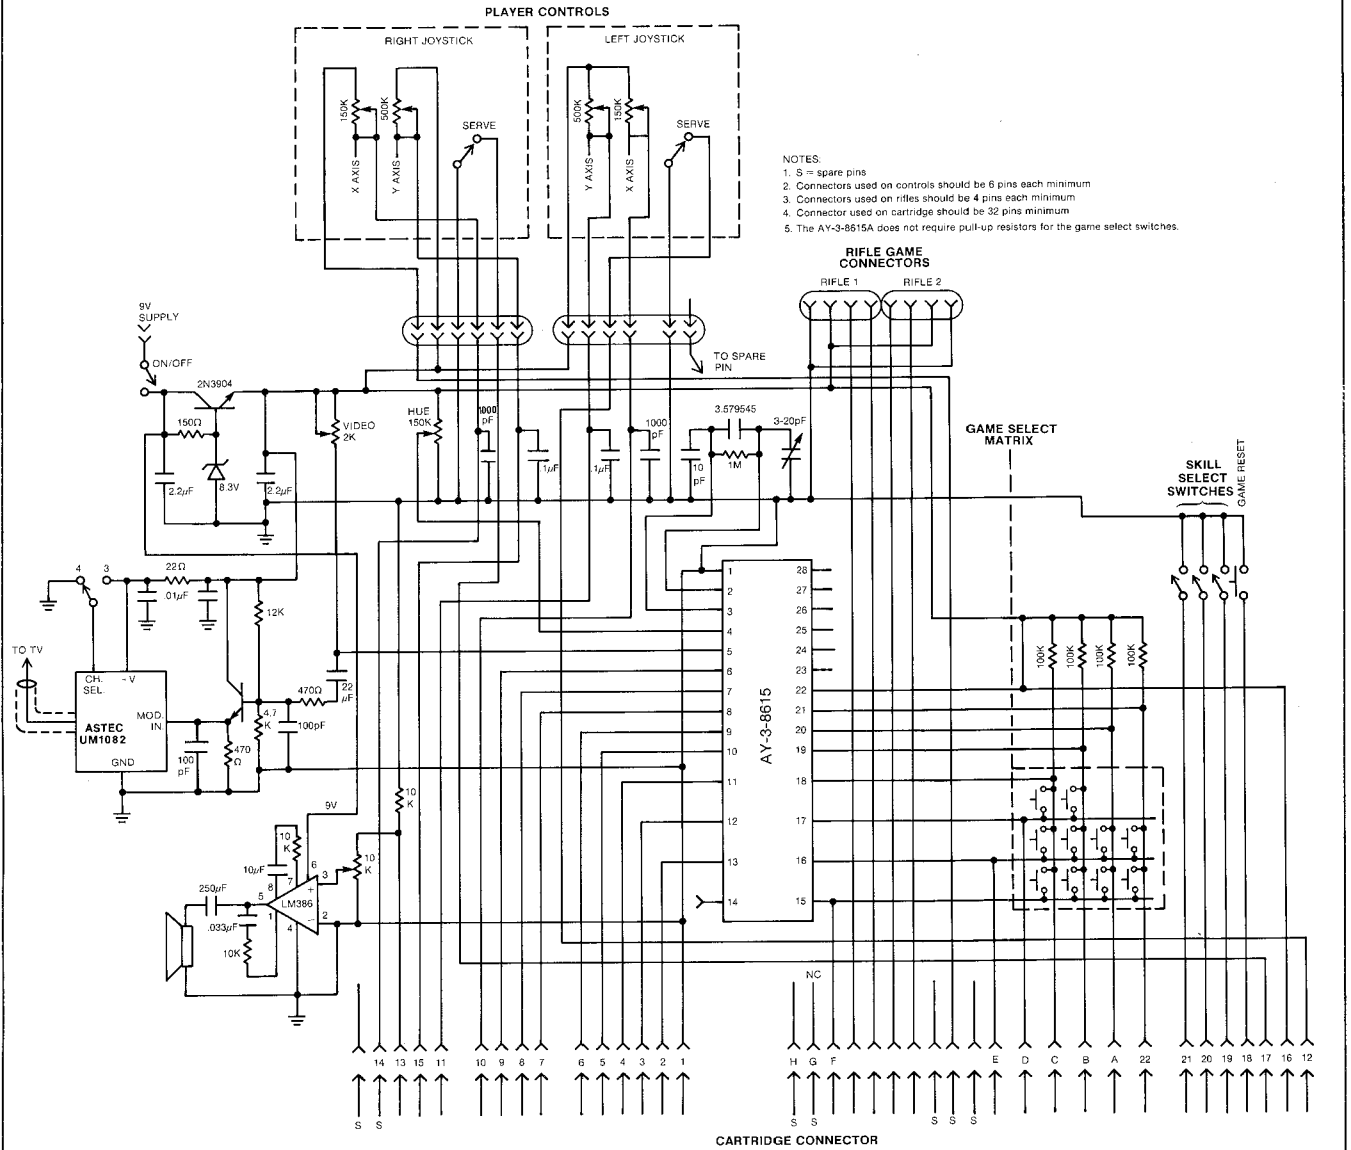 PLAYER CONTROLS
RIGHT JOYSTICK
LEFT JOYSTICK
150K
500K
SERVE
X AXIS
Y AXIS
500K
150K
SERVE
Y AXIS
X AXIS
NOTES:
1. S = spare pins
2. Connectors used on controls should be 6 pins each minimum
3. Connectors used on rifles should be 4 pins each minimum
4. Connector used on cartridge should be 32 pins minimum
5. The AY-3-8615A does not require pull-up resistors for the game select switches.
RIFLE GAME
CONNECTORS
RIFLE 1
RIFLE 2
9V
SUPPLY
ON/OFF
2N3904
TO SPARE
PIN
150Ω
VIDEO
2K
HUE
150K
1000
pF
.1µF
.1µF
1000
pF
10
pF
3.579545
1M
3-20pF
2.2µF
8.3V
2.2µF
GAME SELECT
MATRIX
SKILL
SELECT
SWITCHES
GAME RESET
4
3
22Ω
.01µF
12K
TO TV
CH.
SEL.
-V
ASTEC
UM1082
MOD.
IN
GND
470Ω
22
µF
4.7
K
100pF
100
pF
470
Ω
1
2
3
4
5
6
7
8
9
10
11
12
13
14
AY-3-8615
28
27
26
25
24
23
22
21
20
19
18
17
16
15
100K
100K
100K
100K
10
K
9V
10
K
10
K
10µF
8
7
6
3
+
LM386
5
1
4
2
−
250µF
.033µF
10K
NC
14
13
15
11
10
9
8
7
6
5
4
3
2
1
H
G
F
E
D
C
B
A
22
21
20
19
18
17
16
12
S
S
S
S
S
S
S
CARTRIDGE CONNECTOR